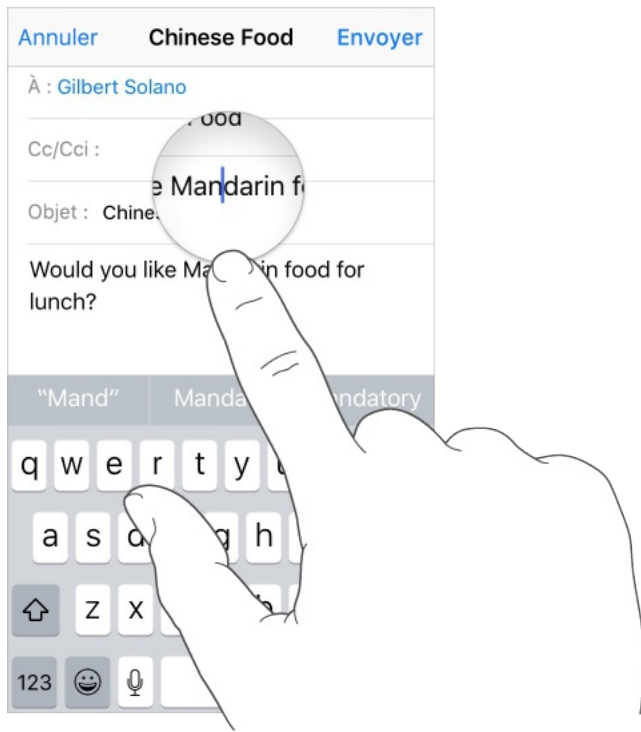 Annuler Chinese Food Envoyer
À : Gilbert Solano
ood
Cc/Cci :
e Mandarin f
Objet : Chine
Would you like Ma in food for
lunch?
"Mand" Manda ndatory
q w e r t y
a s d g h
z x b
123